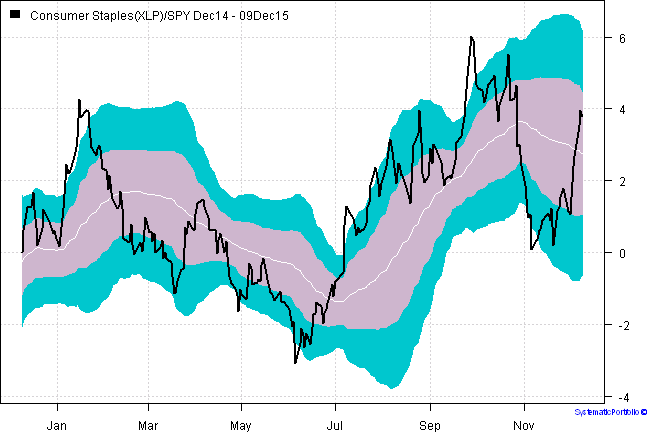 Consumer Staples(XLP)/SPY Dec14 - 09Dec15
6
4
2
0
-2
-4
Jan Mar May Jul Sep Nov
SystematicPortfolio ©